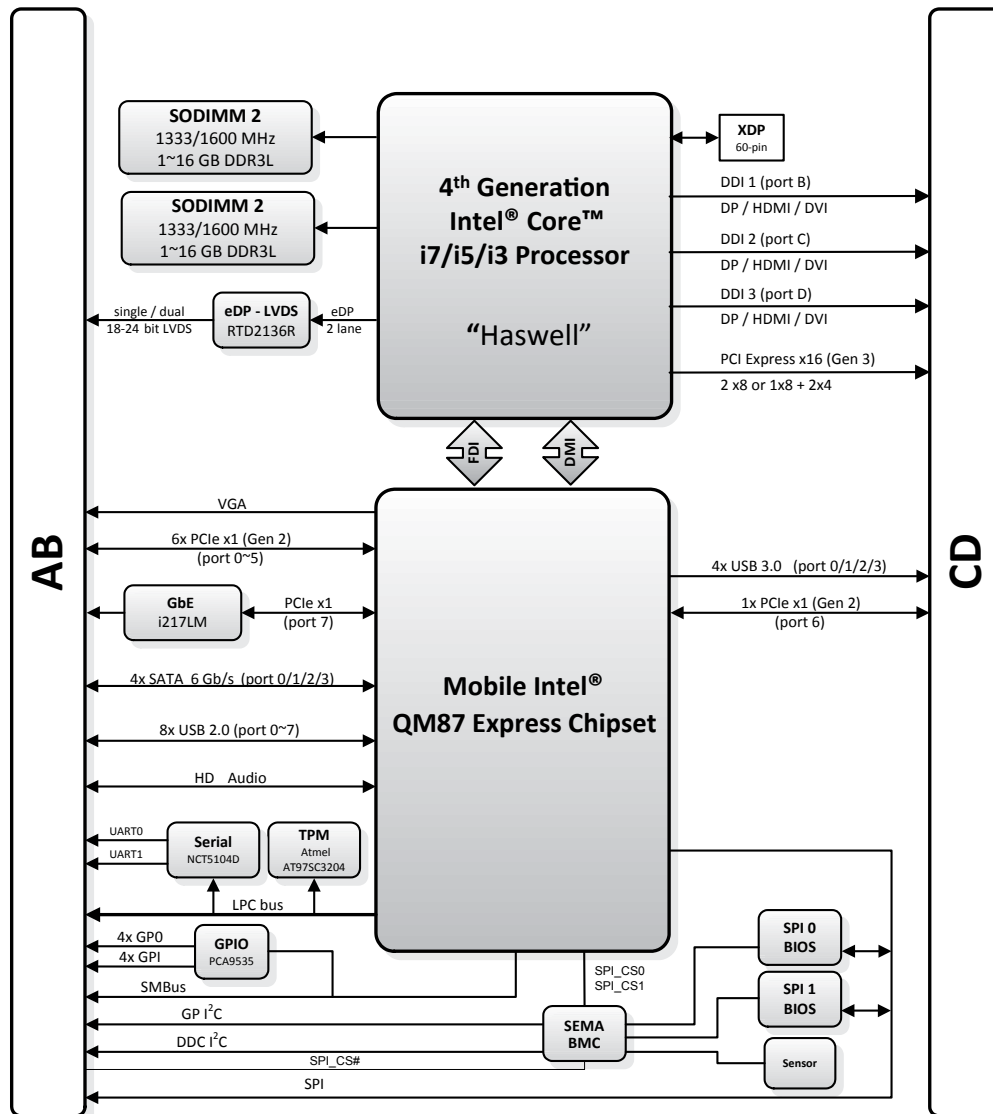 AB
CD
SODIMM 2
1333/1600 MHz
1~16 GB DDR3L
SODIMM 2
1333/1600 MHz
1~16 GB DDR3L
single / dual
18-24 bit LVDS
eDP - LVDS
RTD2136R
eDP
2 lane
4th Generation
Intel® Core™
i7/i5/i3 Processor
“Haswell”
XDP
60-pin
DDI 1 (port B)
DP / HDMI / DVI
DDI 2 (port C)
DP / HDMI / DVI
DDI 3 (port D)
DP / HDMI / DVI
PCI Express x16 (Gen 3)
2 x8 or 1x8 + 2x4
FDI
DMI
VGA
6x PCIe x1 (Gen 2)
(port 0~5)
GbE
i217LM
PCIe x1
(port 7)
4x SATA 6 Gb/s (port 0/1/2/3)
8x USB 2.0 (port 0~7)
HD Audio
Mobile Intel®
QM87 Express Chipset
4x USB 3.0 (port 0/1/2/3)
1x PCIe x1 (Gen 2)
(port 6)
UART0
UART1
Serial
NCT5104D
TPM
Atmel
AT97SC3204
LPC bus
4x GP0
4x GPI
GPIO
PCA9535
SMBus
GP I²C
DDC I²C
SPI_CS#
SPI
SPI_CS0
SPI_CS1
SEMA
BMC
SPI 0
BIOS
SPI 1
BIOS
Sensor